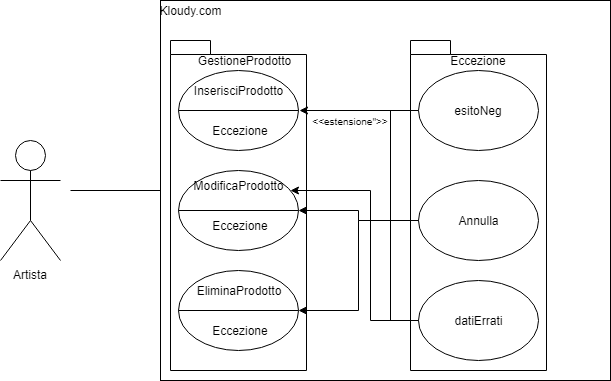 Kloudy.com
GestioneProdotto
Eccezione
InserisciProdotto
Eccezione
<<estensione">>
esitoNeg
ModificaProdotto
Eccezione
Annulla
Artista
EliminaProdotto
Eccezione
datiErrati